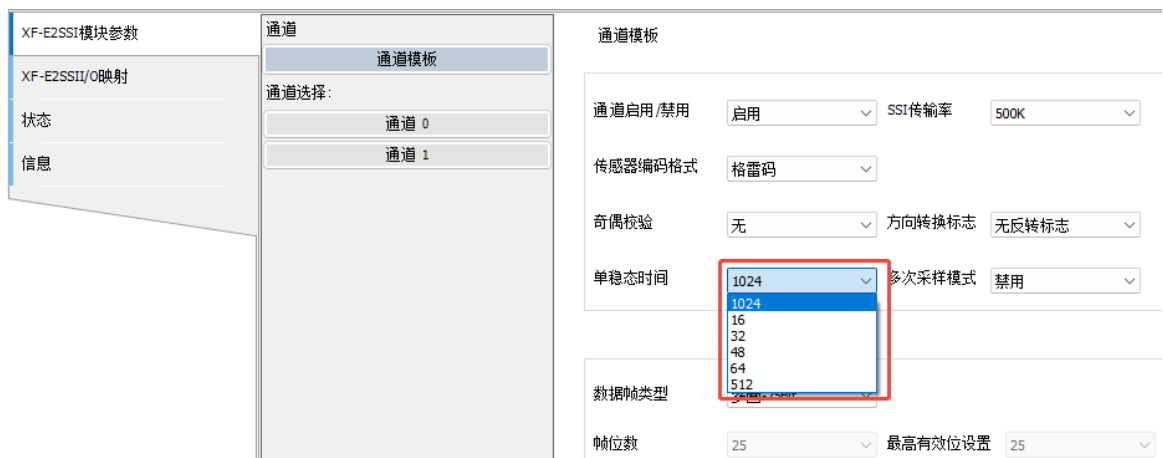 XF-E2SSI模块参数
XF-E2SSII/O映射
状态
信息
通道
通道模板
通道选择:
通道 0
通道 1
通道模板
通道启用/禁用 启用 SSI传输率 500K
传感器编码格式 格雷码
奇偶校验 无 方向转换标志 无反转标志
单稳态时间 1024 多次采样模式 禁用
1024
16
32
48
64
512
数据帧类型
帧位数 25 最高有效位设置 25